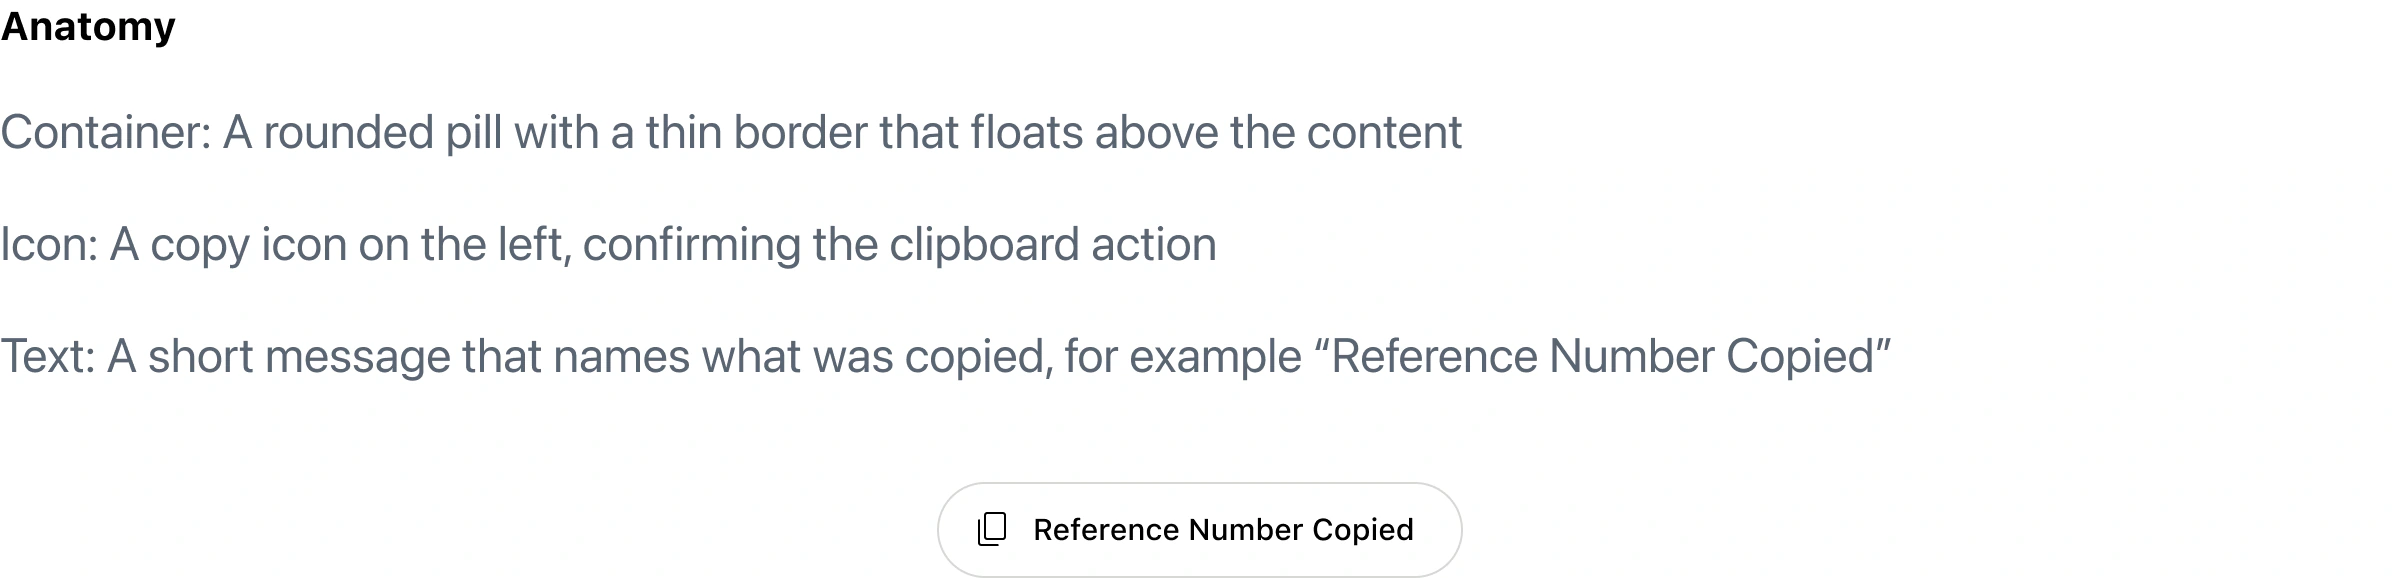 Anatomy
Container: A rounded pill with a thin border that floats above the content
Icon: A copy icon on the left, confirming the clipboard action
Text: A short message that names what was copied, for example “Reference Number Copied”
Reference Number Copied